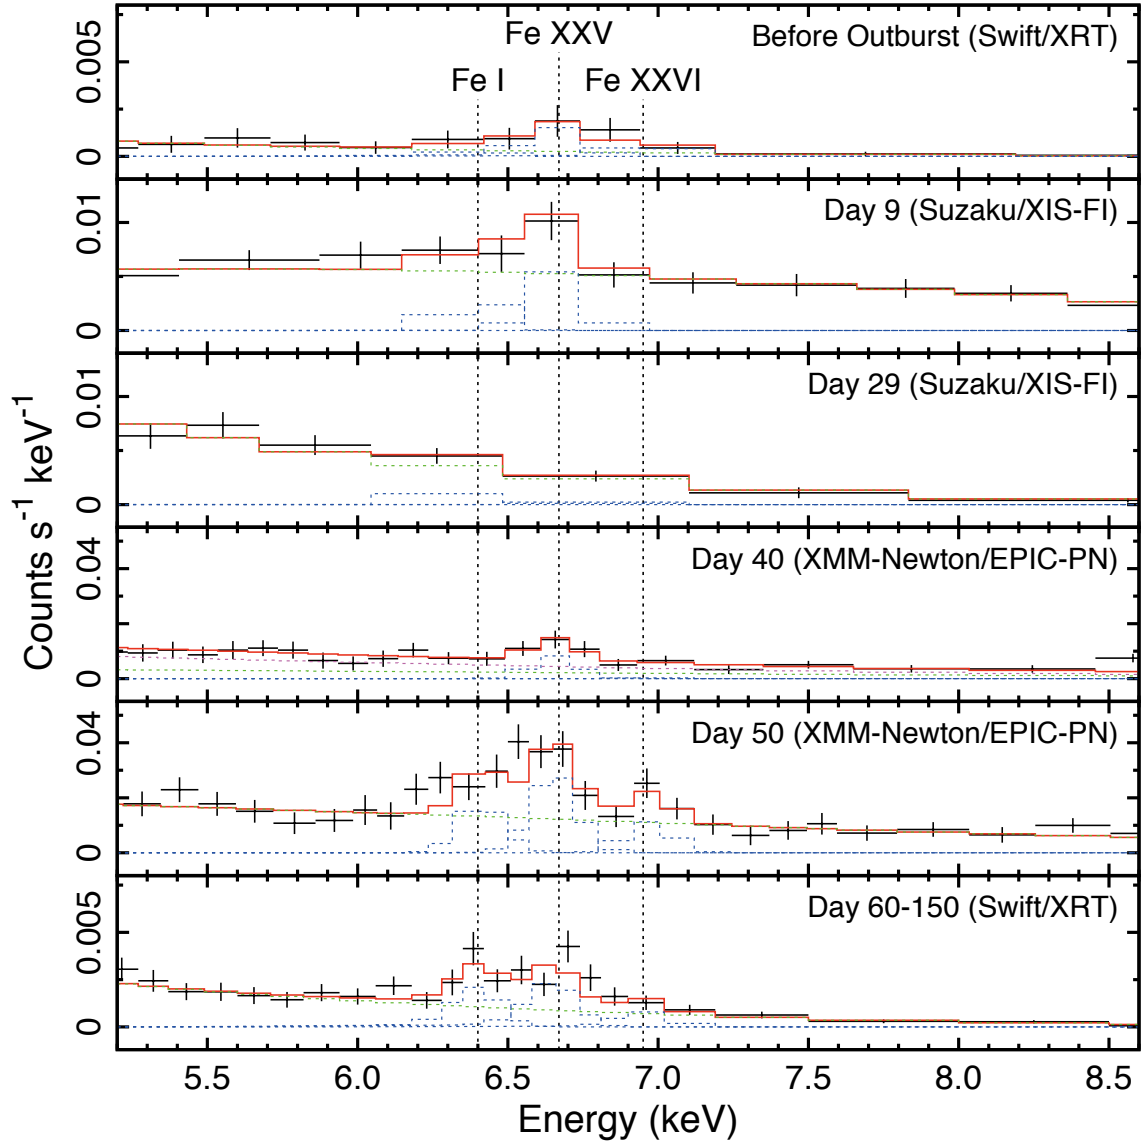 Fe XXV
Before Outburst (Swift/XRT)
Fe I
Fe XXVI
0.005
0
Day 9 (Suzaku/XIS-FI)
0.01
0
Day 29 (Suzaku/XIS-FI)
0.01
0
Day 40 (XMM-Newton/EPIC-PN)
0.04
0
Day 50 (XMM-Newton/EPIC-PN)
0.04
0
Day 60-150 (Swift/XRT)
0.005
0
Counts s⁻¹ keV⁻¹
5.5 6.0 6.5 7.0 7.5 8.0 8.5
Energy (keV)